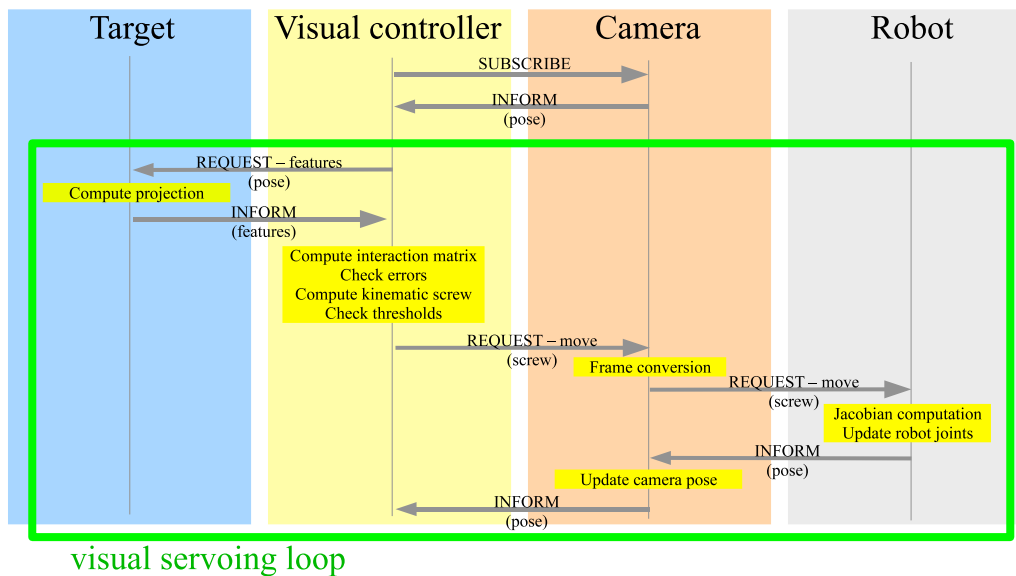 Target
Visual controller
Camera
Robot
SUBSCRIBE
INFORM
(pose)
REQUEST – features
(pose)
Compute projection
INFORM
(features)
Compute interaction matrix
Check errors
Compute kinematic screw
Check thresholds
REQUEST – move
(screw)
Frame conversion
REQUEST – move
(screw)
Jacobian computation
Update robot joints
INFORM
(pose)
Update camera pose
INFORM
(pose)
visual servoing loop